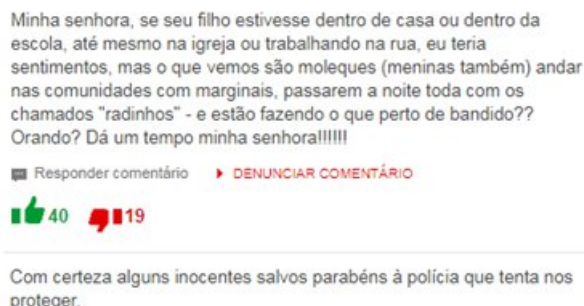 Minha senhora, se seu filho estivesse dentro de casa ou dentro da
escola, até mesmo na igreja ou trabalhando na rua, eu teria
sentimentos, mas o que vemos são moleques (meninas também) andar
nas comunidades com marginais, passarem a noite toda com os
chamados "radinhos" - e estão fazendo o que perto de bandido??
Orando? Dá um tempo minha senhora!!!!!!
Responder comentário DENUNCIAR COMENTÁRIO
40 19
Com certeza alguns inocentes salvos parabéns à polícia que tenta nos
proteger.